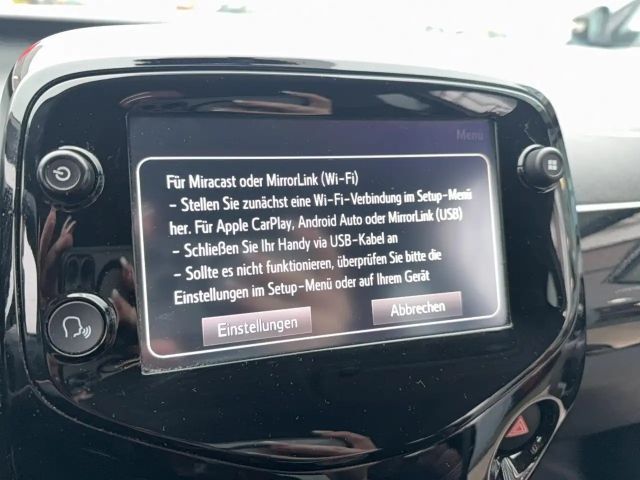 Menü
Für Miracast oder MirrorLink (Wi-Fi)
- Stellen Sie zunächst eine Wi-Fi-Verbindung im Setup-Menü
her. Für Apple CarPlay, Android Auto oder MirrorLink (USB)
- Schließen Sie Ihr Handy via USB-Kabel an
- Sollte es nicht funktionieren, überprüfen Sie bitte die
Einstellungen im Setup-Menü oder auf Ihrem Gerät
Einstellungen
Abbrechen